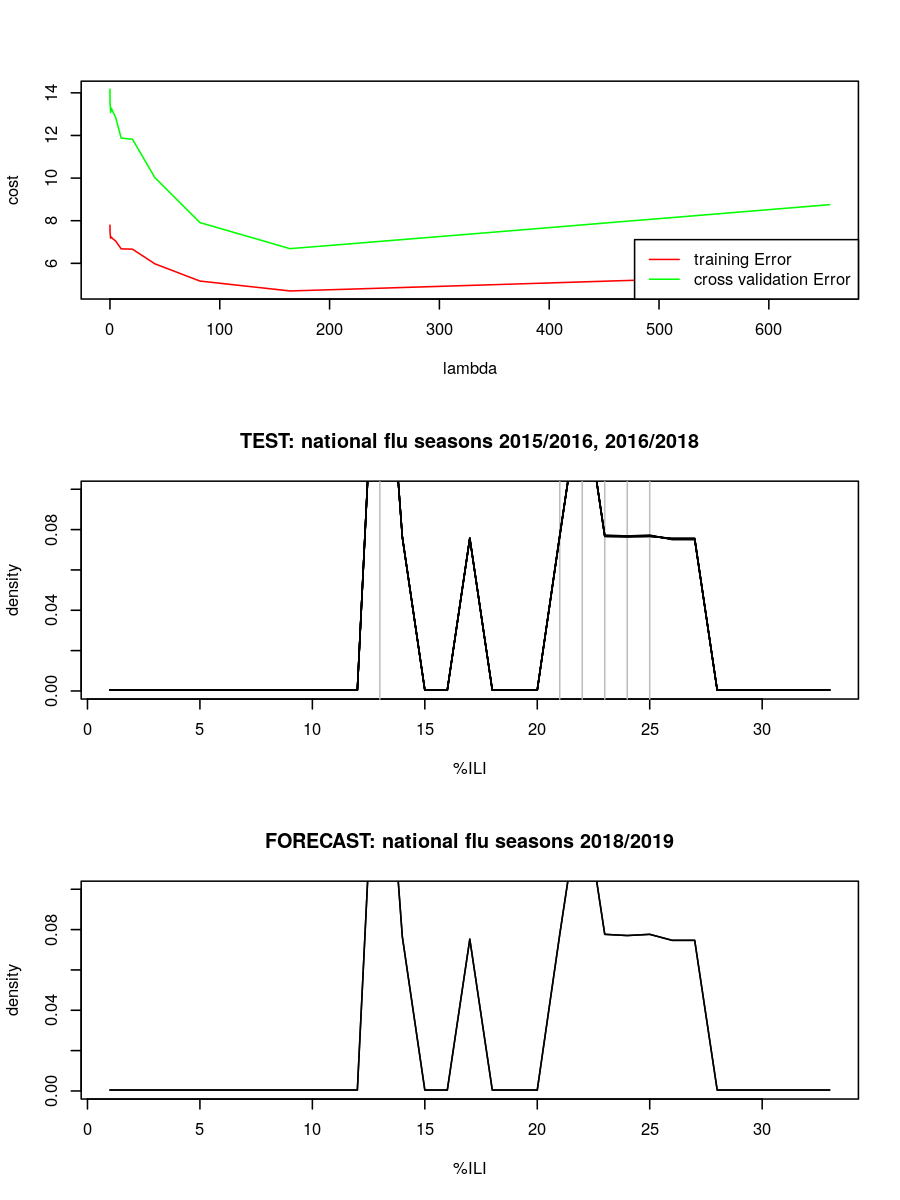 14
12
10
8
6
cost
training Error
cross validation Error
0 100 200 300 400 500 600
lambda
TEST: national flu seasons 2015/2016, 2016/2018
0.08
0.04
0.00
density
0 5 10 15 20 25 30
%ILI
FORECAST: national flu seasons 2018/2019
0.08
0.04
0.00
density
0 5 10 15 20 25 30
%ILI